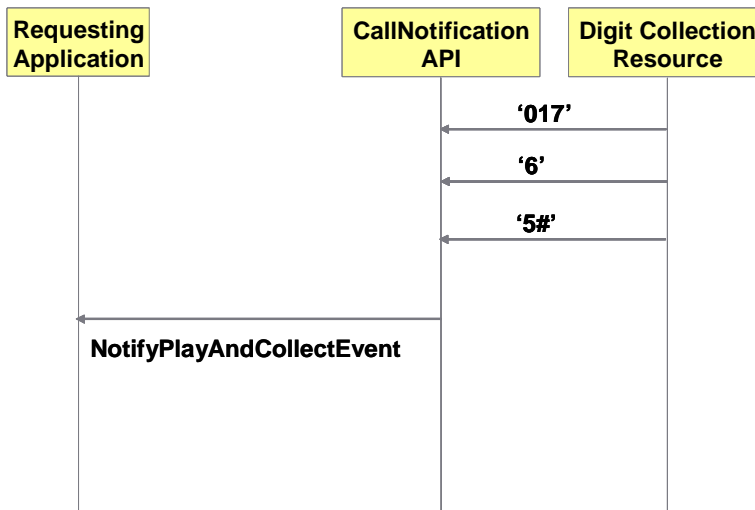 Requesting
Application
CallNotification
API
Digit Collection
Resource
‘017’
‘6’
‘5#’
NotifyPlayAndCollectEvent